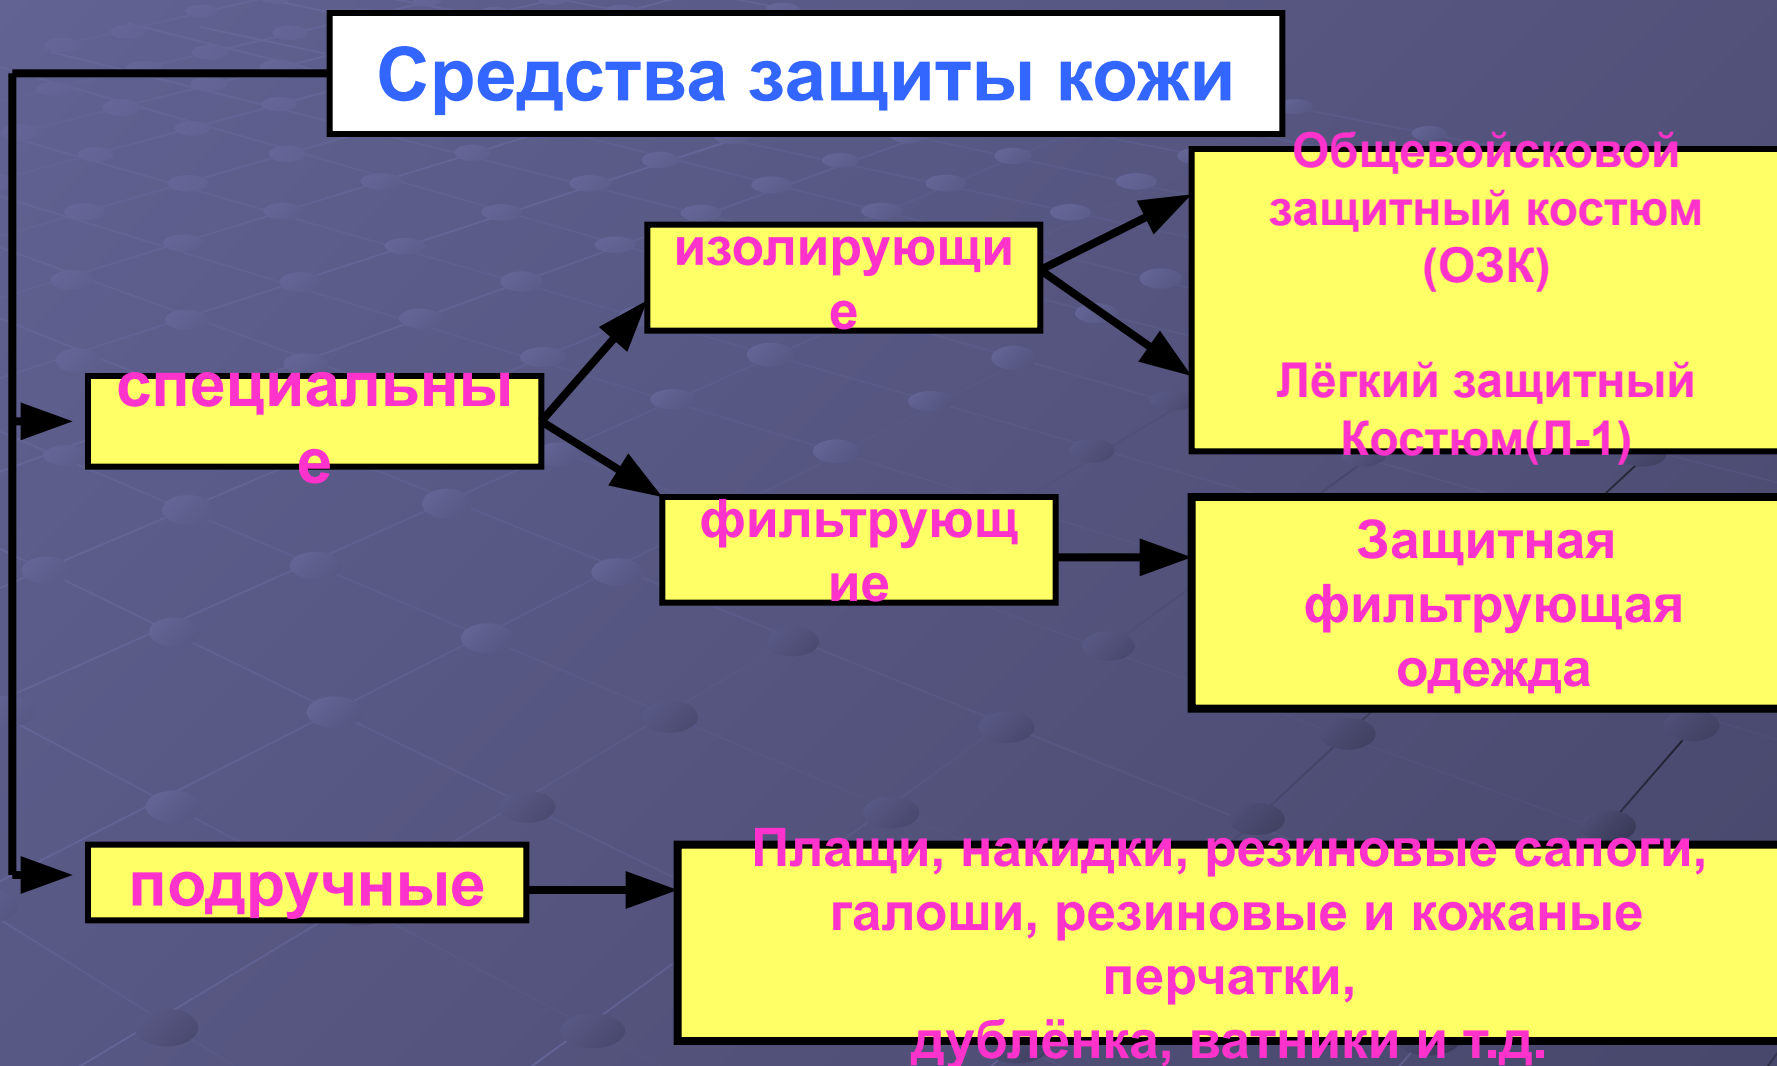 Средства защиты кожи
Общевойсковой
защитный костюм
(ОЗК)
Лёгкий защитный
Костюм(Л-1)
изолирующи
е
специальны
е
фильтрующ
ие
Защитная
фильтрующая
одежда
подручные
Плащи, накидки, резиновые сапоги,
галоши, резиновые и кожаные
перчатки,
дублёнка, ватники и т.д.